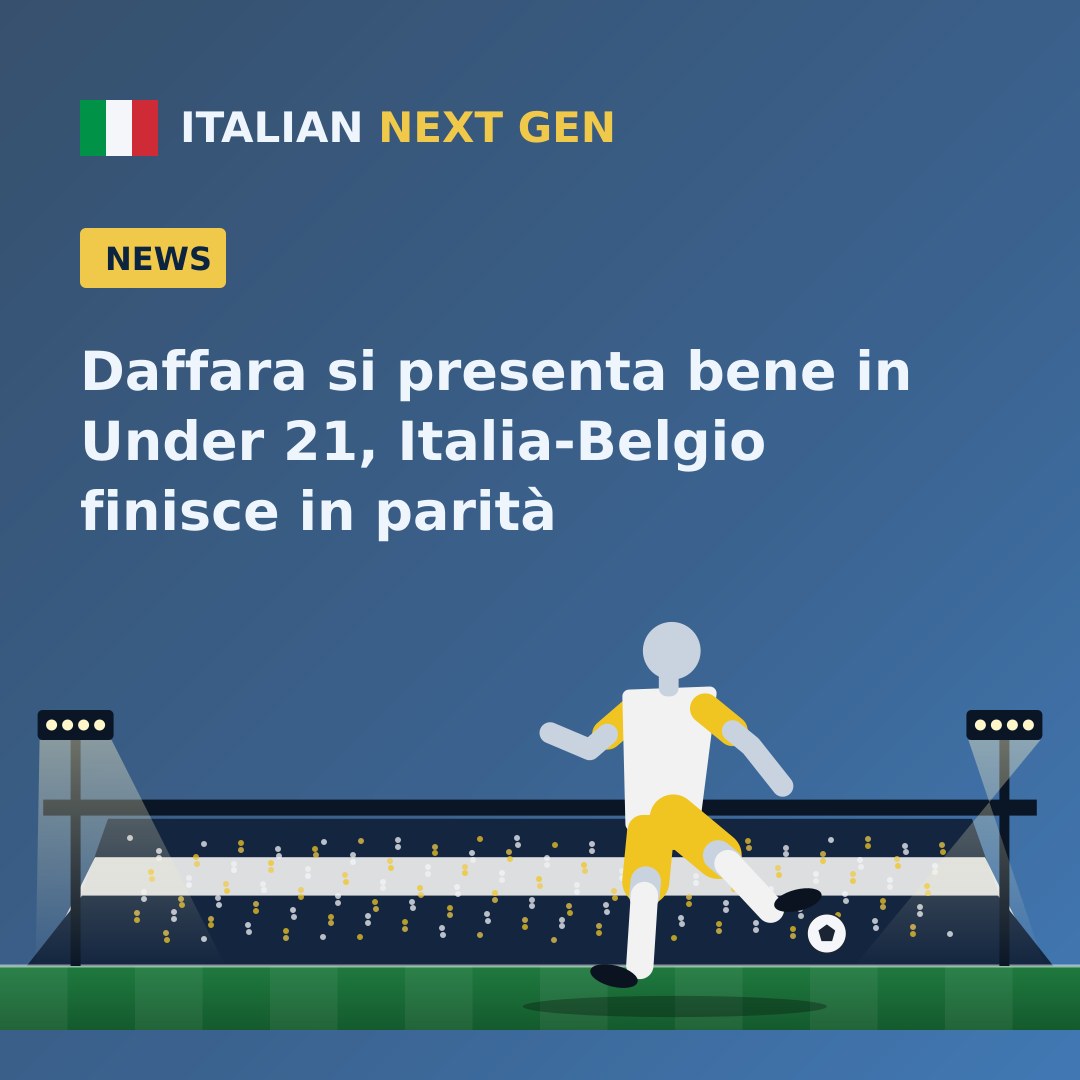 ITALIAN NEXT GEN
NEWS
Daffara si presenta bene in
Under 21, Italia-Belgio
finisce in parità